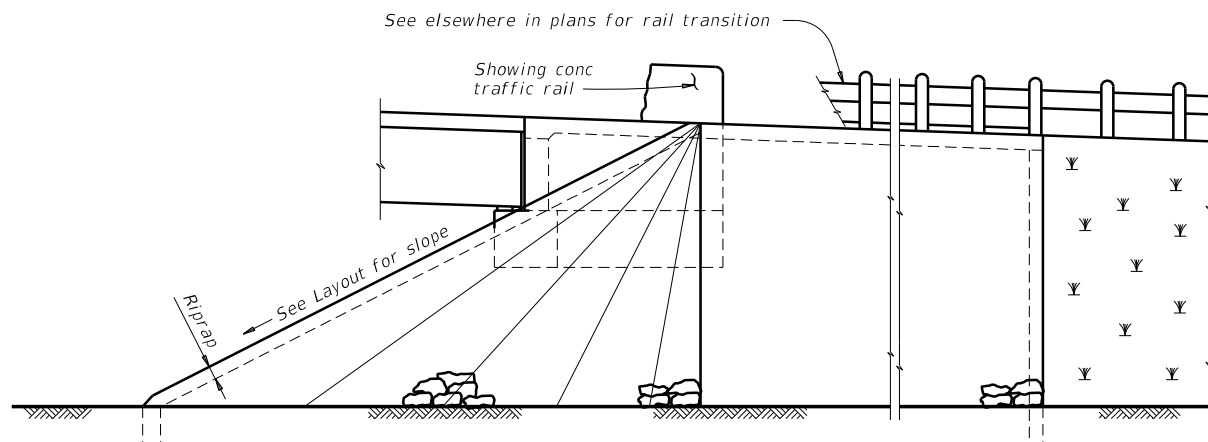 See elsewhere in plans for rail transition
Showing conc
traffic rail
See Layout for slope
Riprap